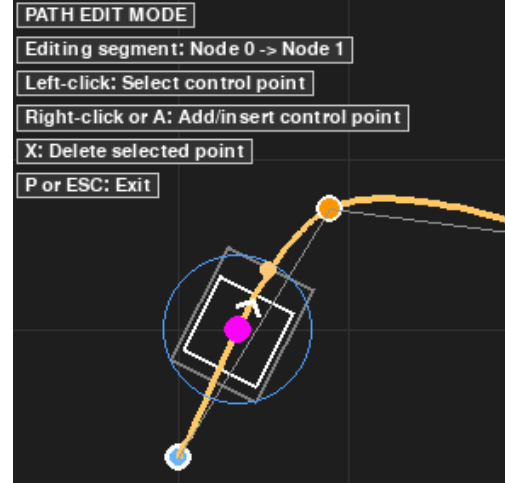 PATH EDIT MODE
Editing segment: Node 0 -> Node 1
Left-click: Select control point
Right-click or A: Add/insert control point
X: Delete selected point
P or ESC: Exit